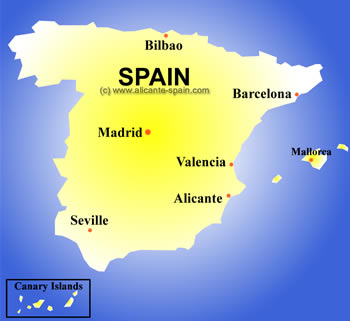 Bilbao
SPAIN
(c) www.alicante-spain.com
Barcelona
Madrid
Mallorca
Valencia
Alicante
Seville
Canary Islands